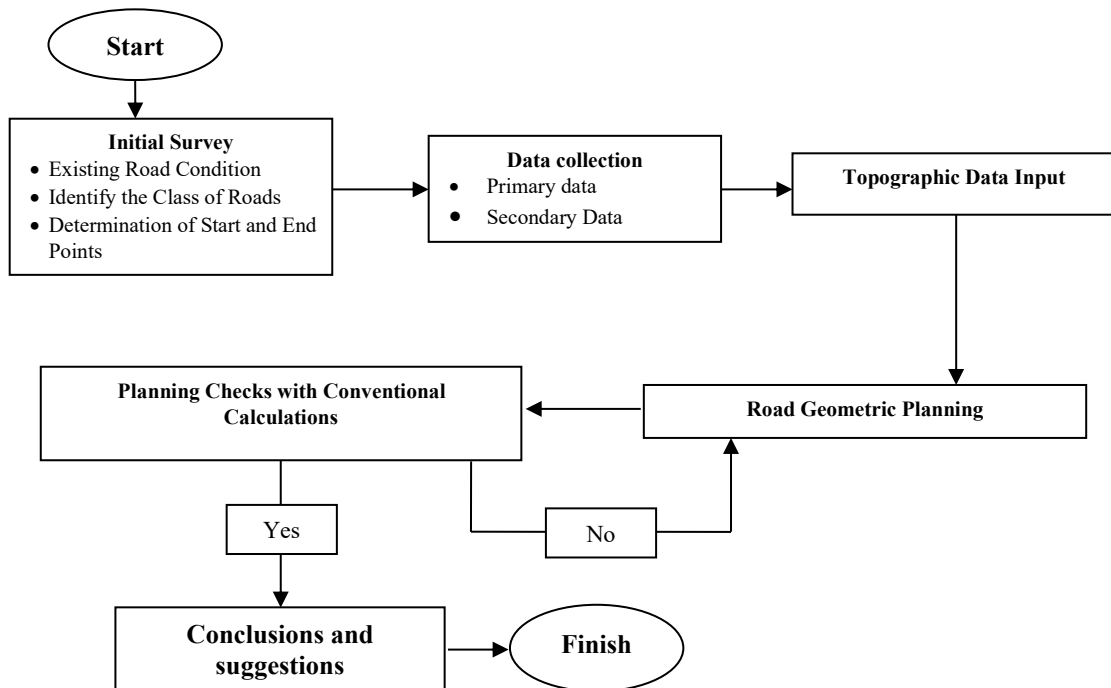 Start
Initial Survey
• Existing Road Condition
• Identify the Class of Roads
• Determination of Start and End
Points
Data collection
• Primary data
• Secondary Data
Topographic Data Input
Planning Checks with Conventional
Calculations
Road Geometric Planning
Yes
No
Conclusions and
suggestions
Finish